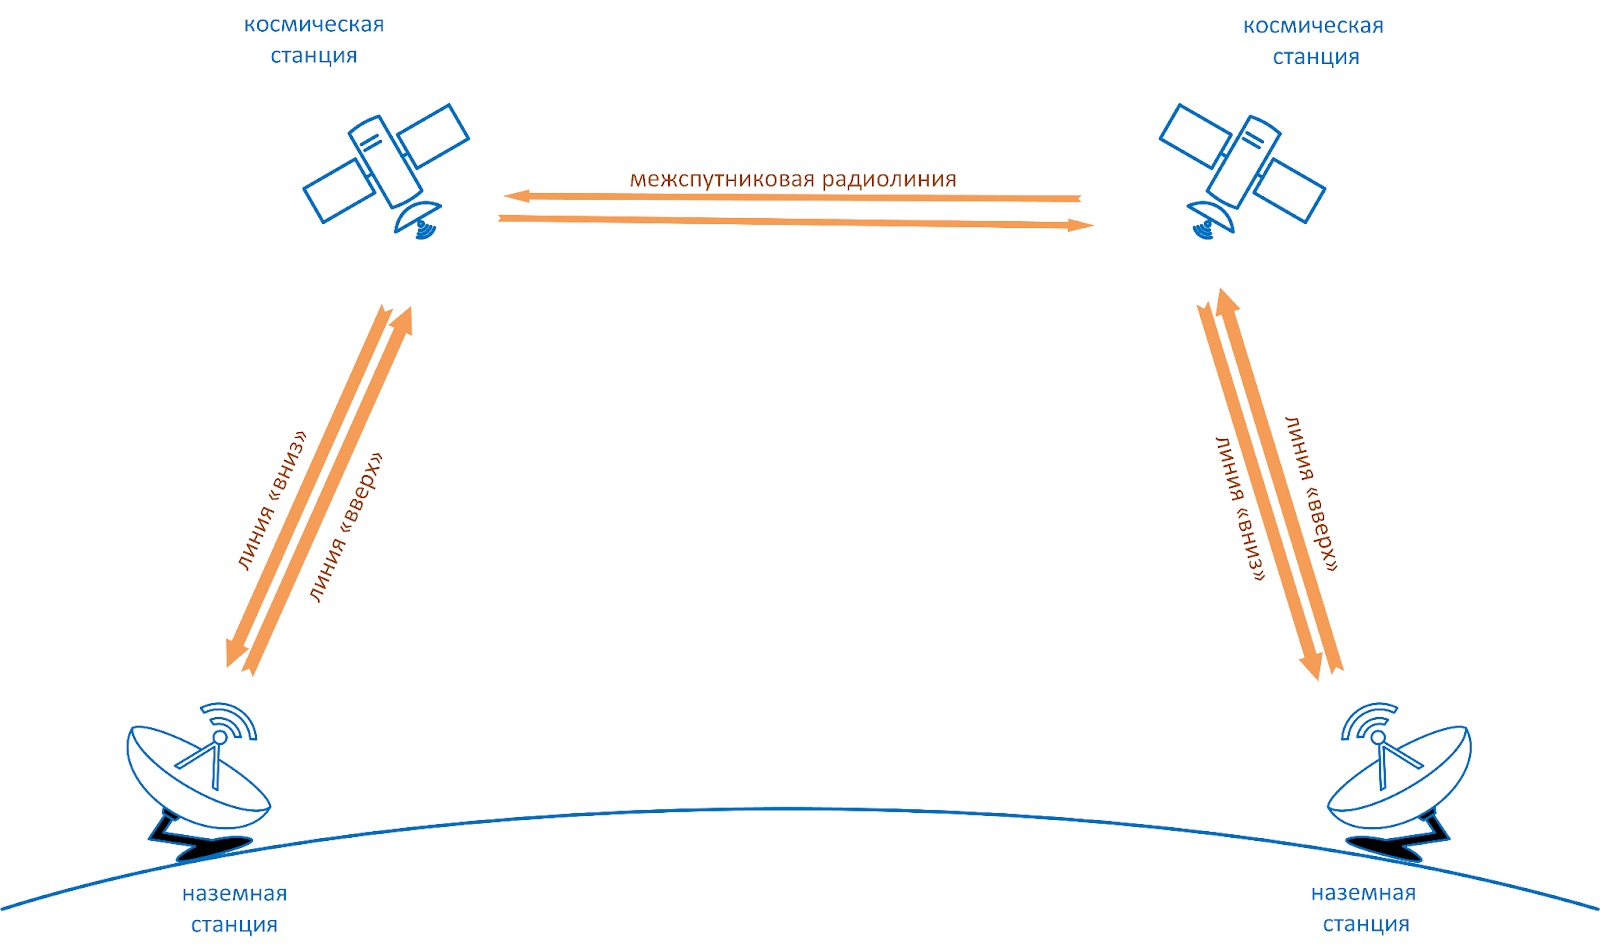 космическая
станция
космическая
станция
межспутниковая радиолиния
линия «вниз»
линия «вверх»
линия «вниз»
линия «вверх»
наземная
станция
наземная
станция